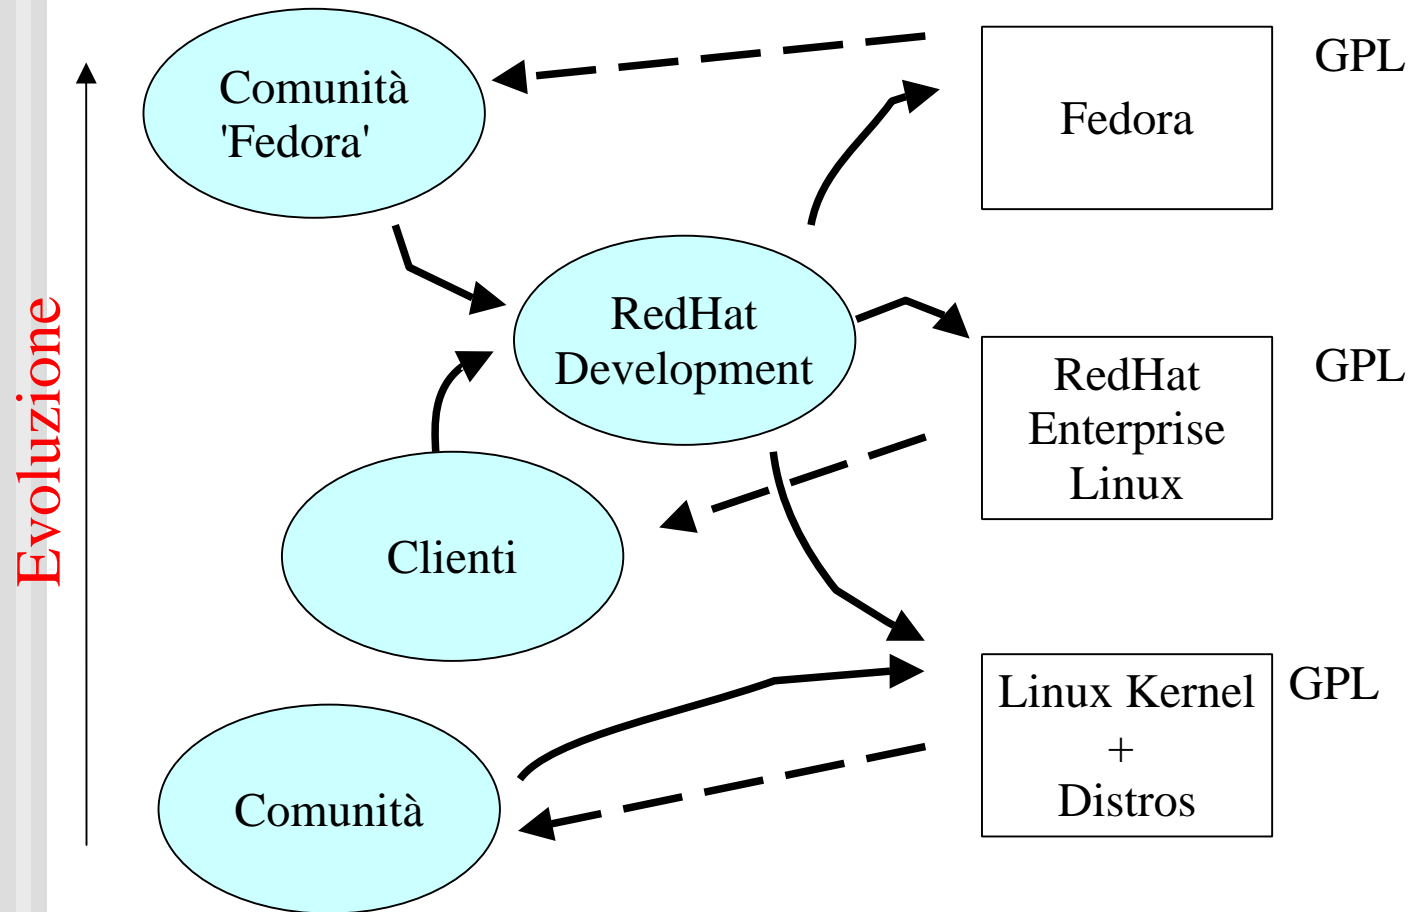 Comunità
'Fedora'
Fedora
GPL
RedHat
Development
RedHat
Enterprise
Linux
GPL
Evoluzione
Clienti
Linux Kernel
+
Distros
GPL
Comunità